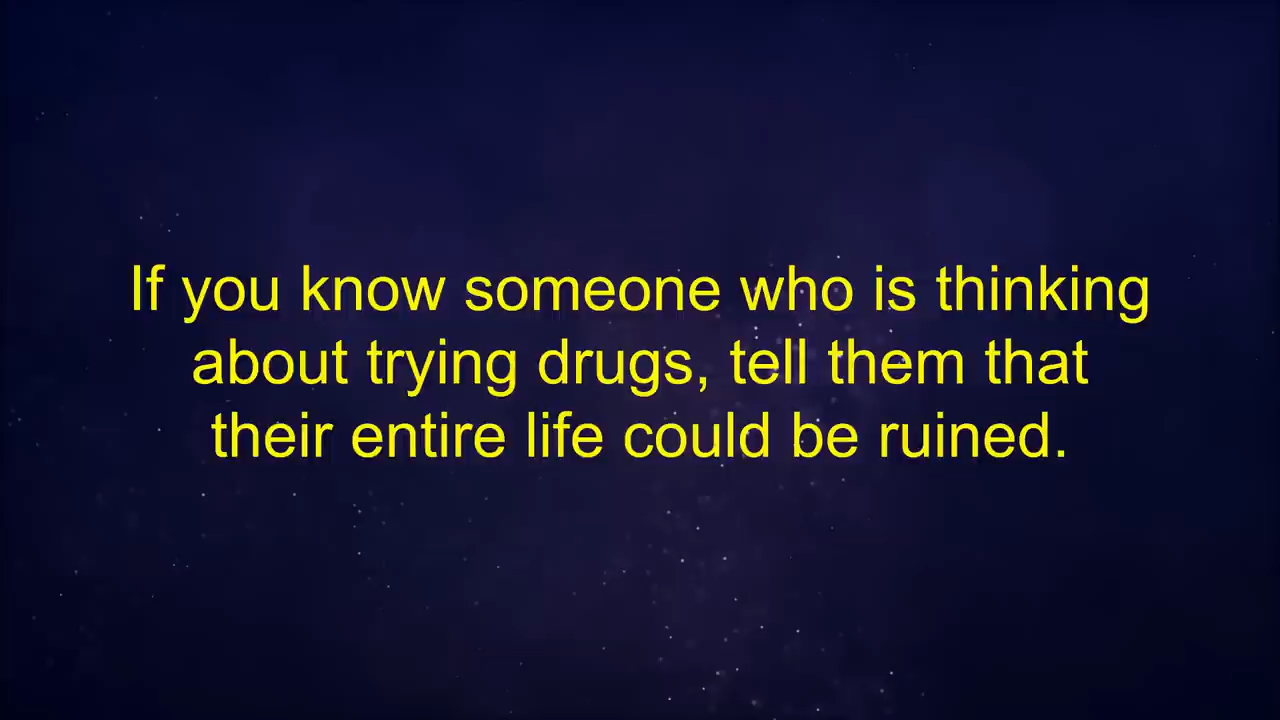 If you know someone who is thinking
about trying drugs, tell them that
their entire life could be ruined.